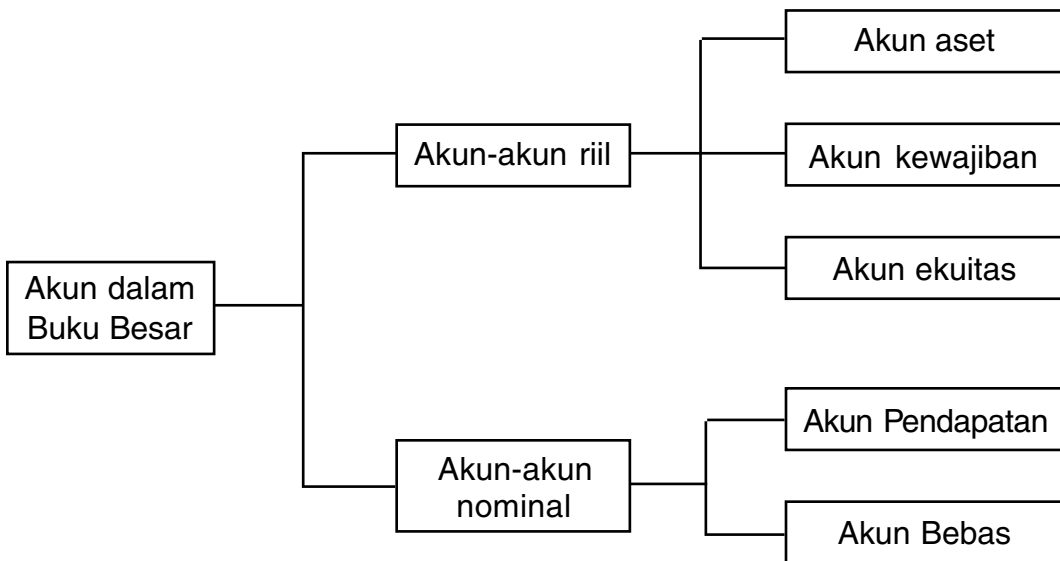 Akun dalam
Buku Besar
Akun-akun riil
Akun aset
Akun kewajiban
Akun ekuitas
Akun-akun
nominal
Akun Pendapatan
Akun Bebas